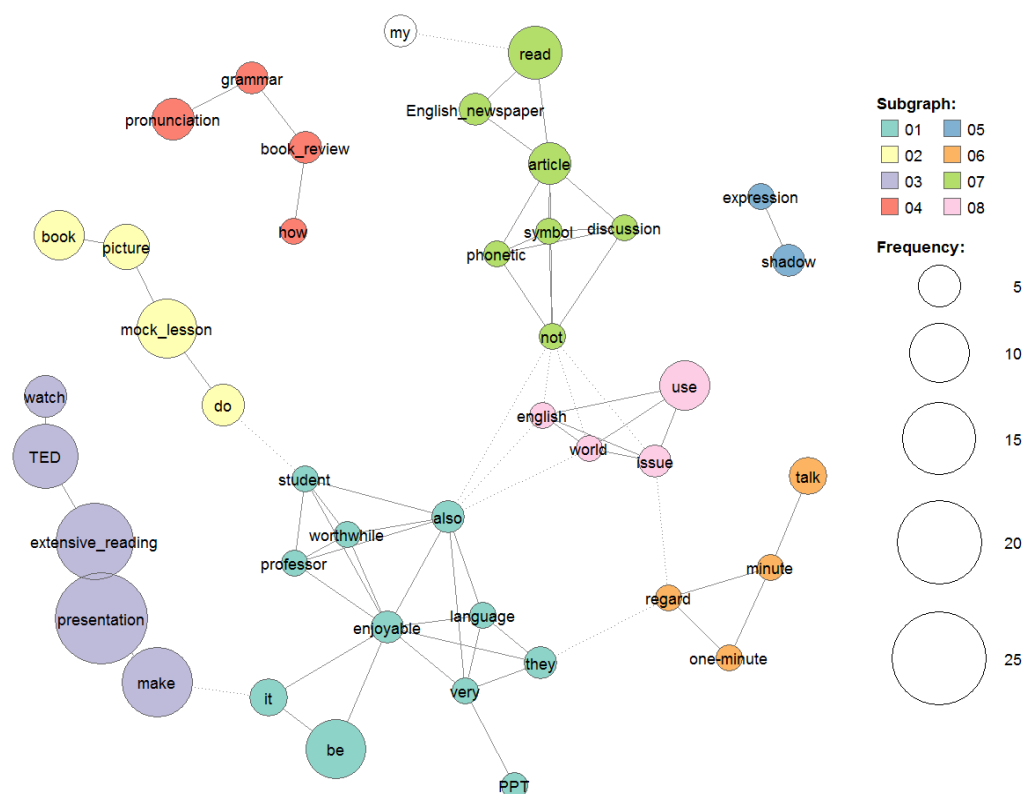 my
read
grammar
English_newspaper
pronunciation
book_review
article
expression
how
symbol
discussion
book
picture
phonetic
shadow
mock_lesson
not
use
watch
do
english
world
issue
TED
talk
student
also
worthwhile
extensive_reading
professor
minute
regard
presentation
language
enjoyable
one-minute
they
make
it
very
be
PPT
Subgraph:
01 05
02 06
03 07
04 08
Frequency:
5
10
15
20
25